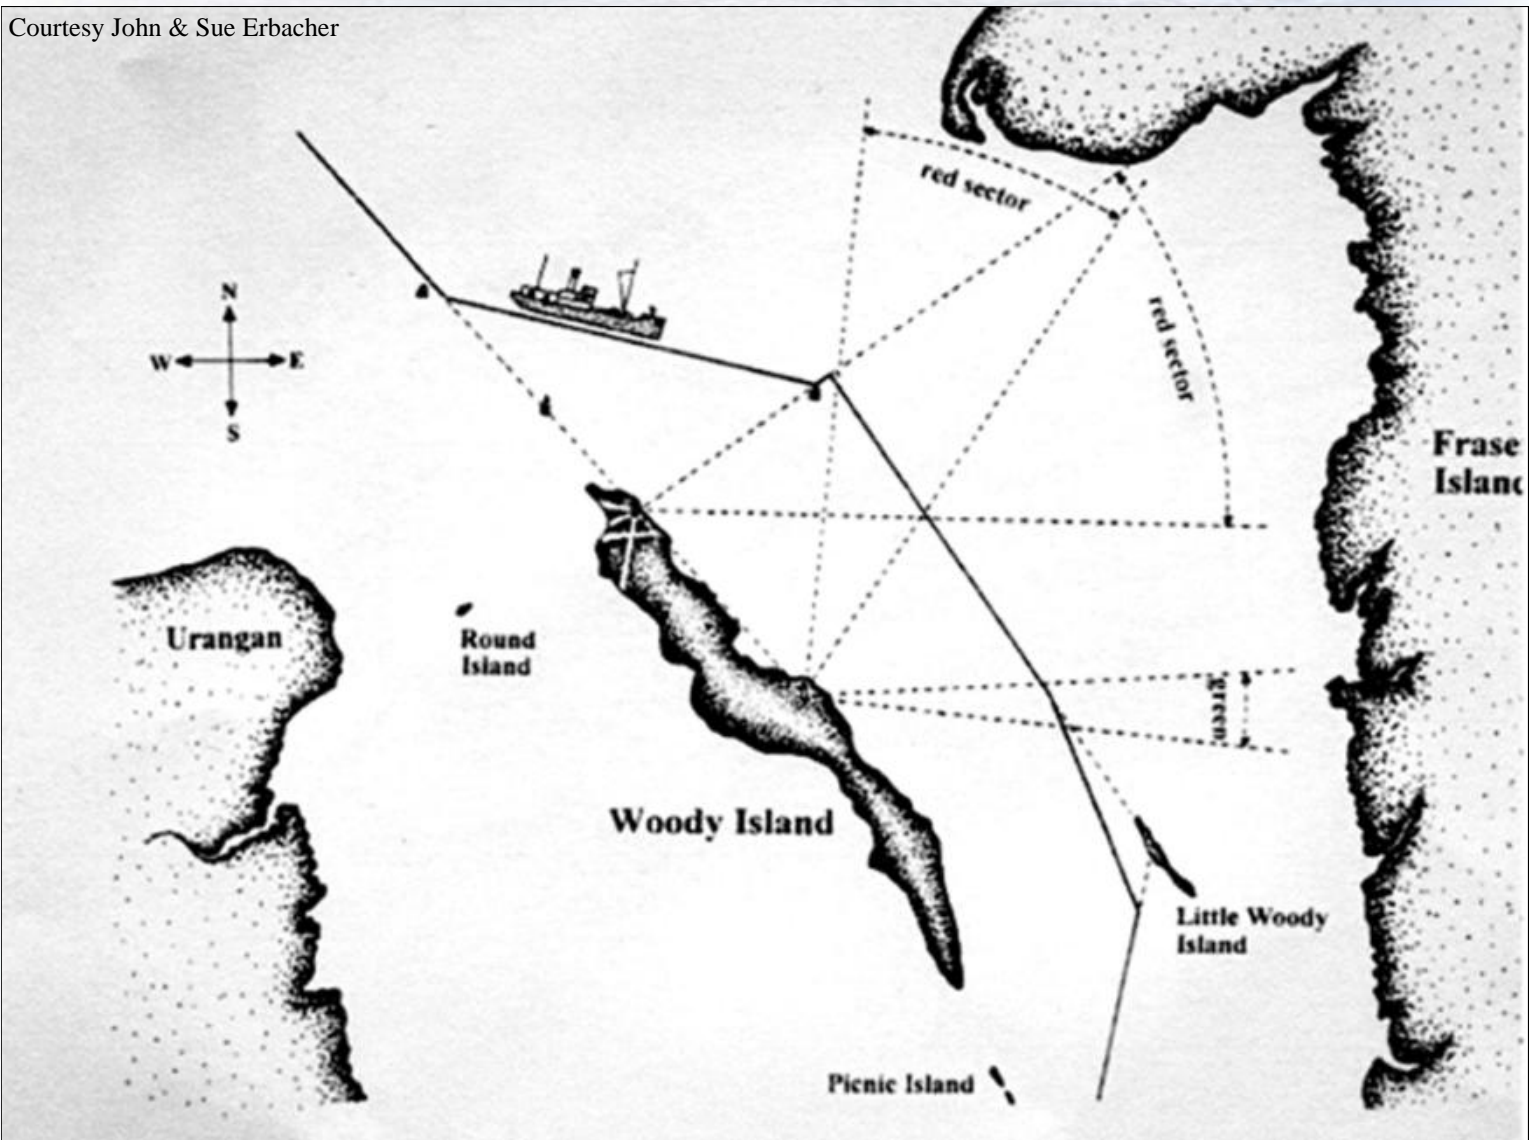 Courtesy John & Sue Erbacher
red sector
red sector
N
W
E
S
Frase
Island
Urangan
Round
Island
green
Woody Island
Little Woody
Island
Picnic Island